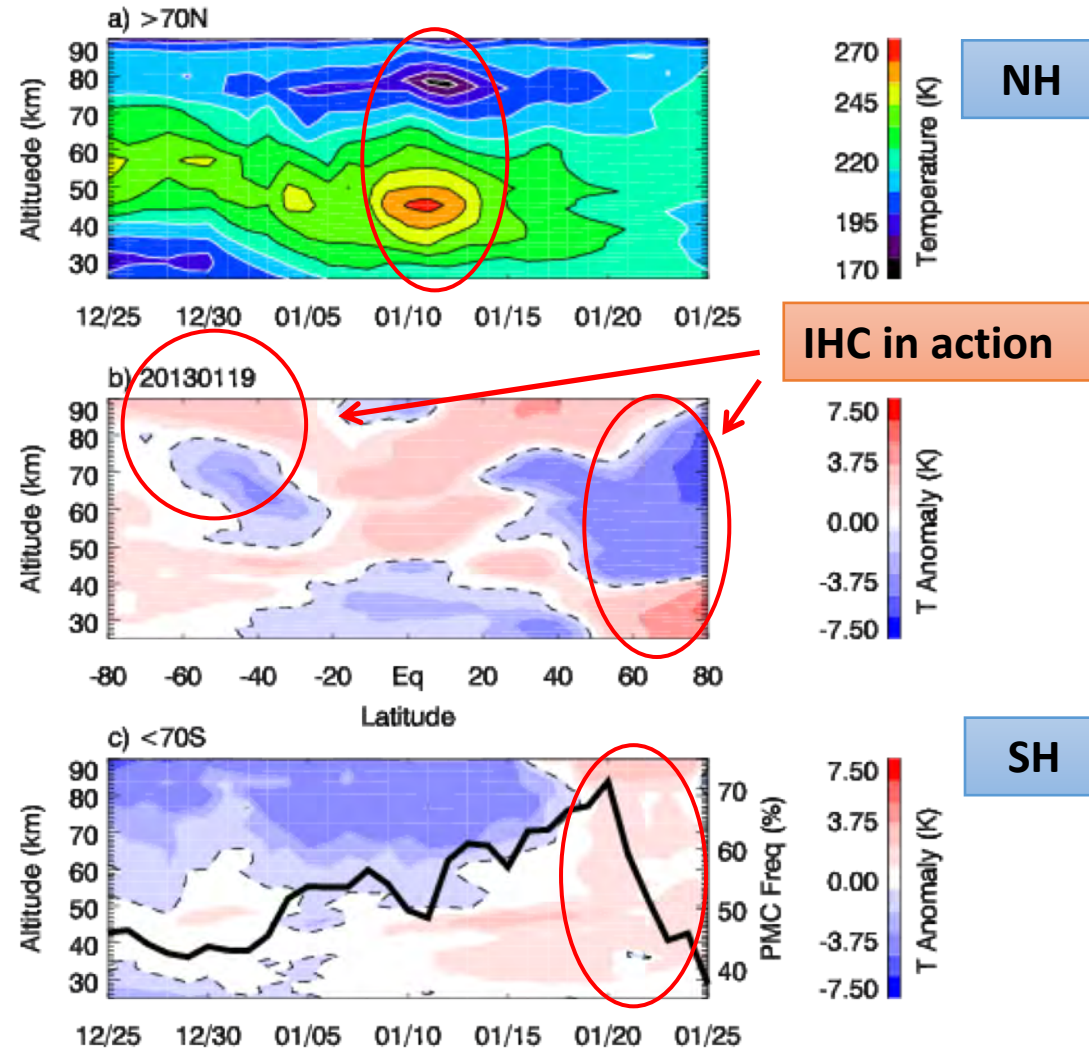 a) >70N
90
80
70
60
50
40
30
Altituede (km)
12/25 12/30 01/05 01/10 01/15 01/20 01/25
270
245
220
195
170
Temperature (K)
NH
IHC in action
b) 20130119
90
80
70
60
50
40
30
Altitude (km)
-80 -60 -40 -20 Eq 20 40 60 80
Latitude
7.50
3.75
0.00
-3.75
-7.50
T Anomaly (K)
c) <70S
90
80
70
60
50
40
30
Altitude (km)
70
60
50
40
PMC Freq (%)
12/25 12/30 01/05 01/10 01/15 01/20 01/25
7.50
3.75
0.00
-3.75
-7.50
T Anomaly (K)
SH